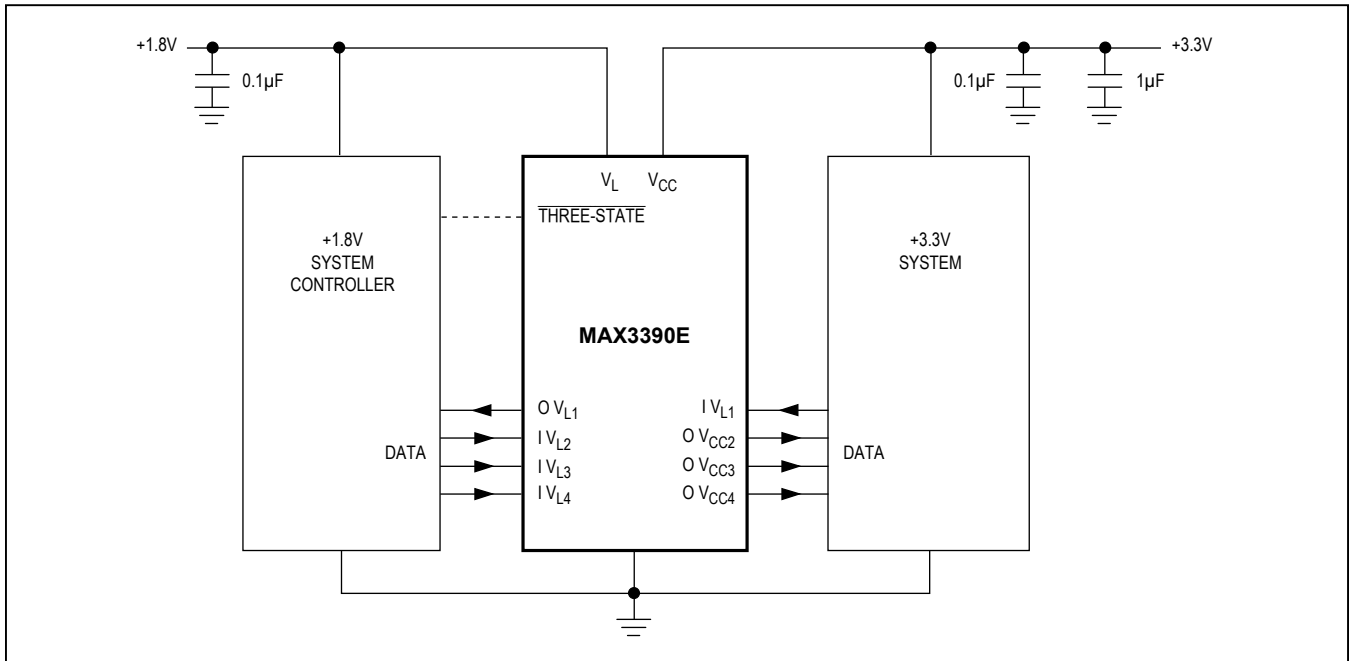 +1.8V
+3.3V
0.1µF
0.1µF
1µF
V_L
V_CC
THREE-STATE
+1.8V
SYSTEM
CONTROLLER
+3.3V
SYSTEM
MAX3390E
O V_L1
I V_L2
I V_L3
I V_L4
I V_L1
O V_CC2
O V_CC3
O V_CC4
DATA
DATA